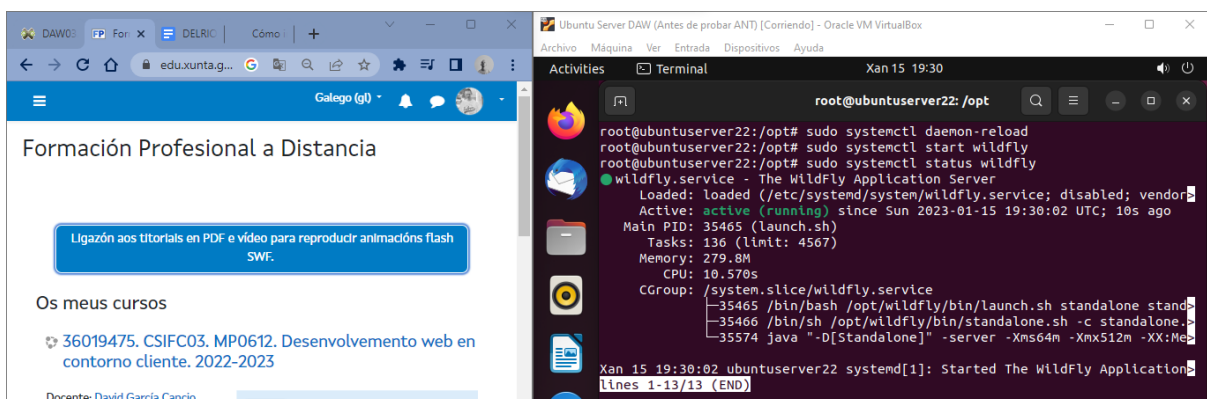 DAW03
FP For
DELRIO
Cómo
edu.xunta.g...
Galego (gl)
Formación Profesional a Distancia
Ligazón aos titoriais en PDF e vídeo para reproducir animacións flash
SWF.
Os meus cursos
36019475. CSIFC03. MP0612. Desenvolvemento web en
contorno cliente. 2022-2023
Docente: David García Cancio
Ubuntu Server DAW (Antes de probar ANT) [Corriendo] - Oracle VM VirtualBox
Archivo Máquina Ver Entrada Dispositivos Ayuda
Activities Terminal Xan 15 19:30
root@ubuntuserver22: /opt
root@ubuntuserver22:/opt# sudo systemctl daemon-reload
root@ubuntuserver22:/opt# sudo systemctl start wildfly
root@ubuntuserver22:/opt# sudo systemctl status wildfly
●wildfly.service - The WildFly Application Server
Loaded: loaded (/etc/systemd/system/wildfly.service; disabled; vendor>
Active: active (running) since Sun 2023-01-15 19:30:02 UTC; 10s ago
Main PID: 35465 (launch.sh)
Tasks: 136 (limit: 4567)
Memory: 279.8M
CPU: 10.570s
CGroup: /system.slice/wildfly.service
├─35465 /bin/bash /opt/wildfly/bin/launch.sh standalone stand>
├─35466 /bin/sh /opt/wildfly/bin/standalone.sh -c standalone.>
└─35574 java "-D[Standalone]" -server -Xms64m -Xmx512m -XX:Me>
Xan 15 19:30:02 ubuntuserver22 systemd[1]: Started The WildFly Application>
lines 1-13/13 (END)